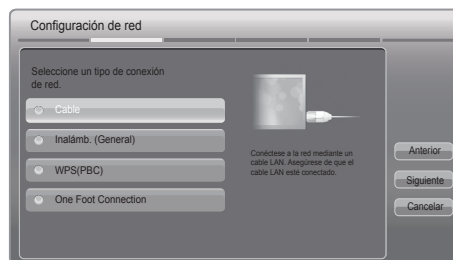 Configuración de red
Seleccione un tipo de conexión
de red.
Cable
Inalámb. (General)
WPS(PBC)
One Foot Connection
Conéctese a la red mediante un
cable LAN. Asegúrese de que el
cable LAN esté conectado.
Anterior
Siguiente
Cancelar